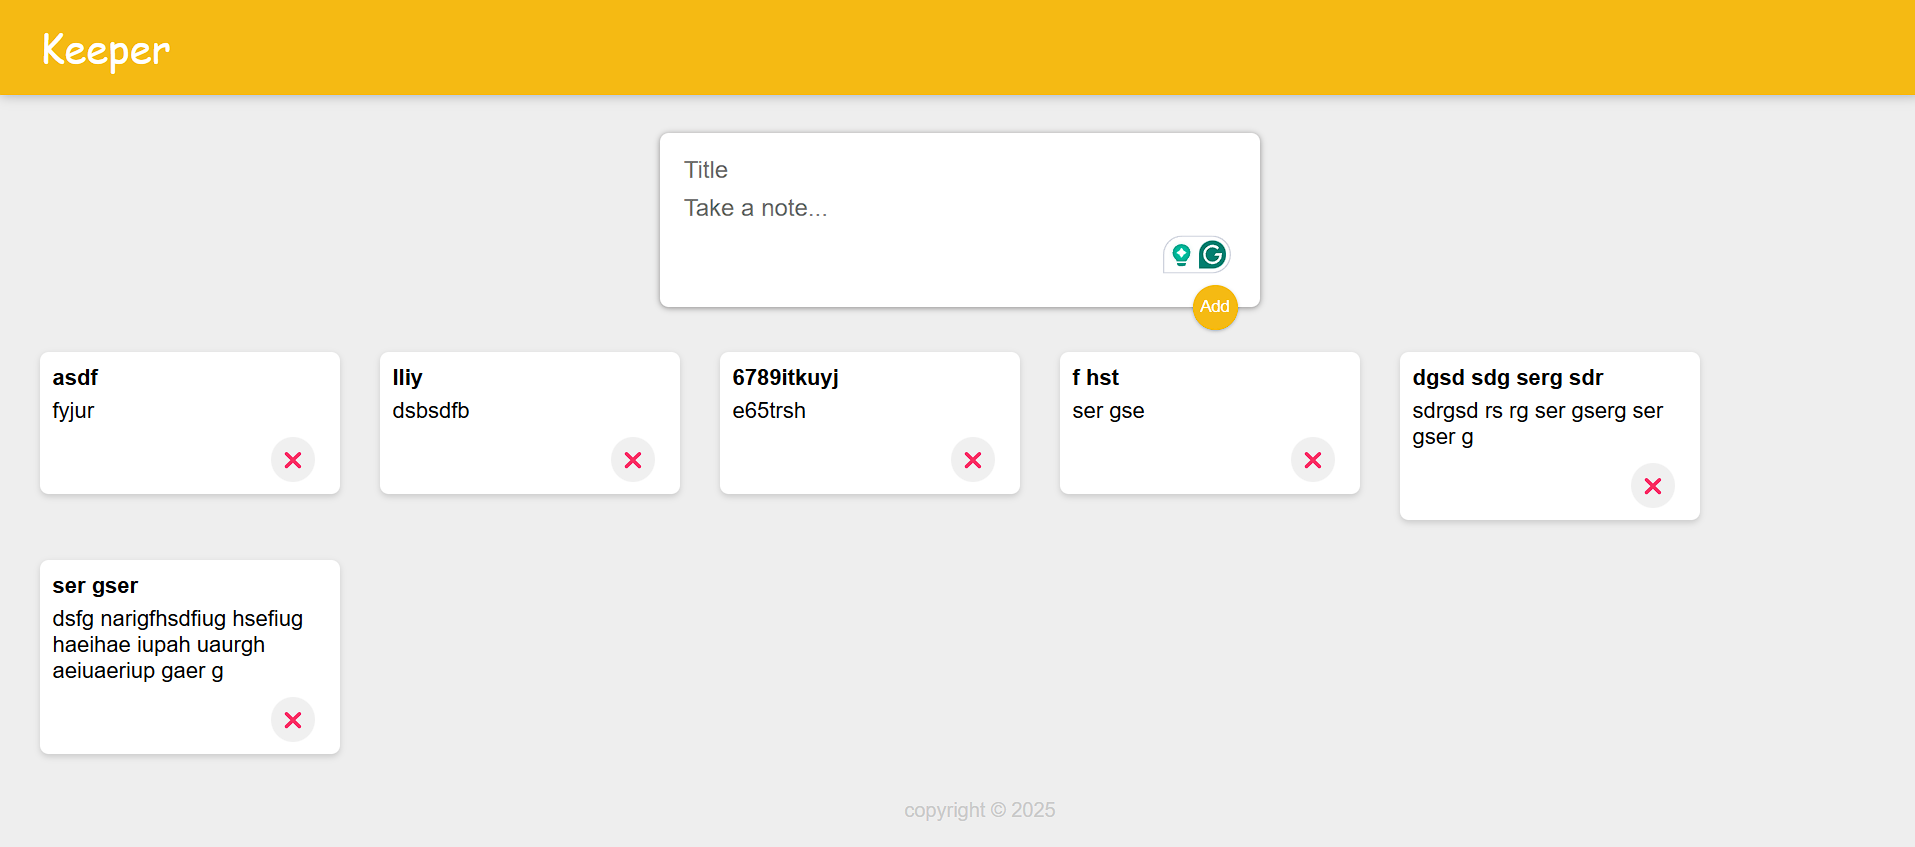 Keeper
Title
Take a note...
Add
asdf
fyjur
lliy
dsbsdfb
6789itkuyj
e65trsh
f hst
ser gse
dgsd sdg serg sdr
sdrgsd rs rg ser gserg ser
gser g
ser gser
dsfg narigfhsdfiug hsefiug
haeihae iupah uaurgh
aeiuaeriup gaer g
copyright © 2025